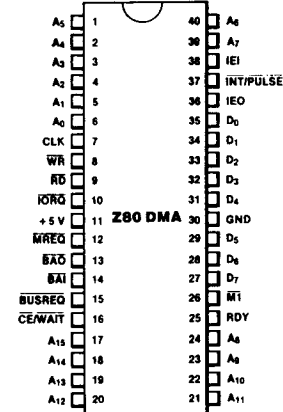 A5 1 40 A6
A4 2 39 A7
A3 3 38 IEI
A2 4 37 INT/PULSE
A1 5 36 IEO
A0 6 35 D0
CLK 7 34 D1
WR 8 33 D2
RD 9 32 D3
IORQ 10 31 D4
+5 V 11 Z80 DMA 30 GND
MREQ 12 29 D5
BAO 13 28 D6
BAI 14 27 D7
BUSREQ 15 26 M1
CE/WAIT 16 25 RDY
A15 17 24 A8
A14 18 23 A9
A13 19 22 A10
A12 20 21 A11